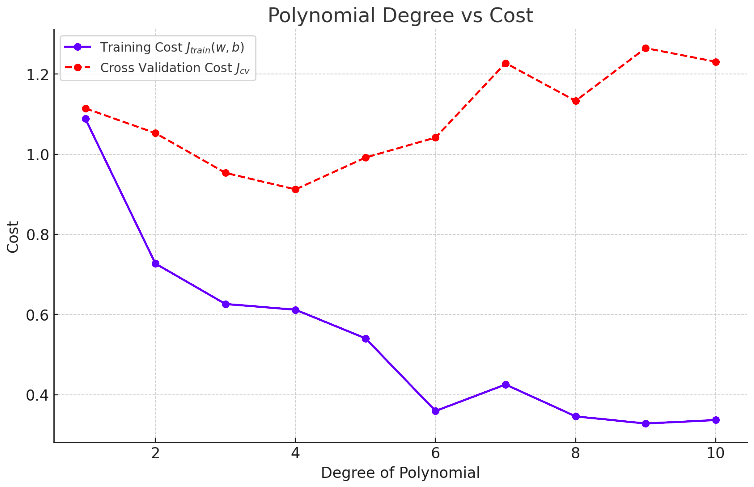 Polynomial Degree vs Cost
Training Cost J_train(w, b)
Cross Validation Cost J_cv
Cost
1.2
1.0
0.8
0.6
0.4
2 4 6 8 10
Degree of Polynomial